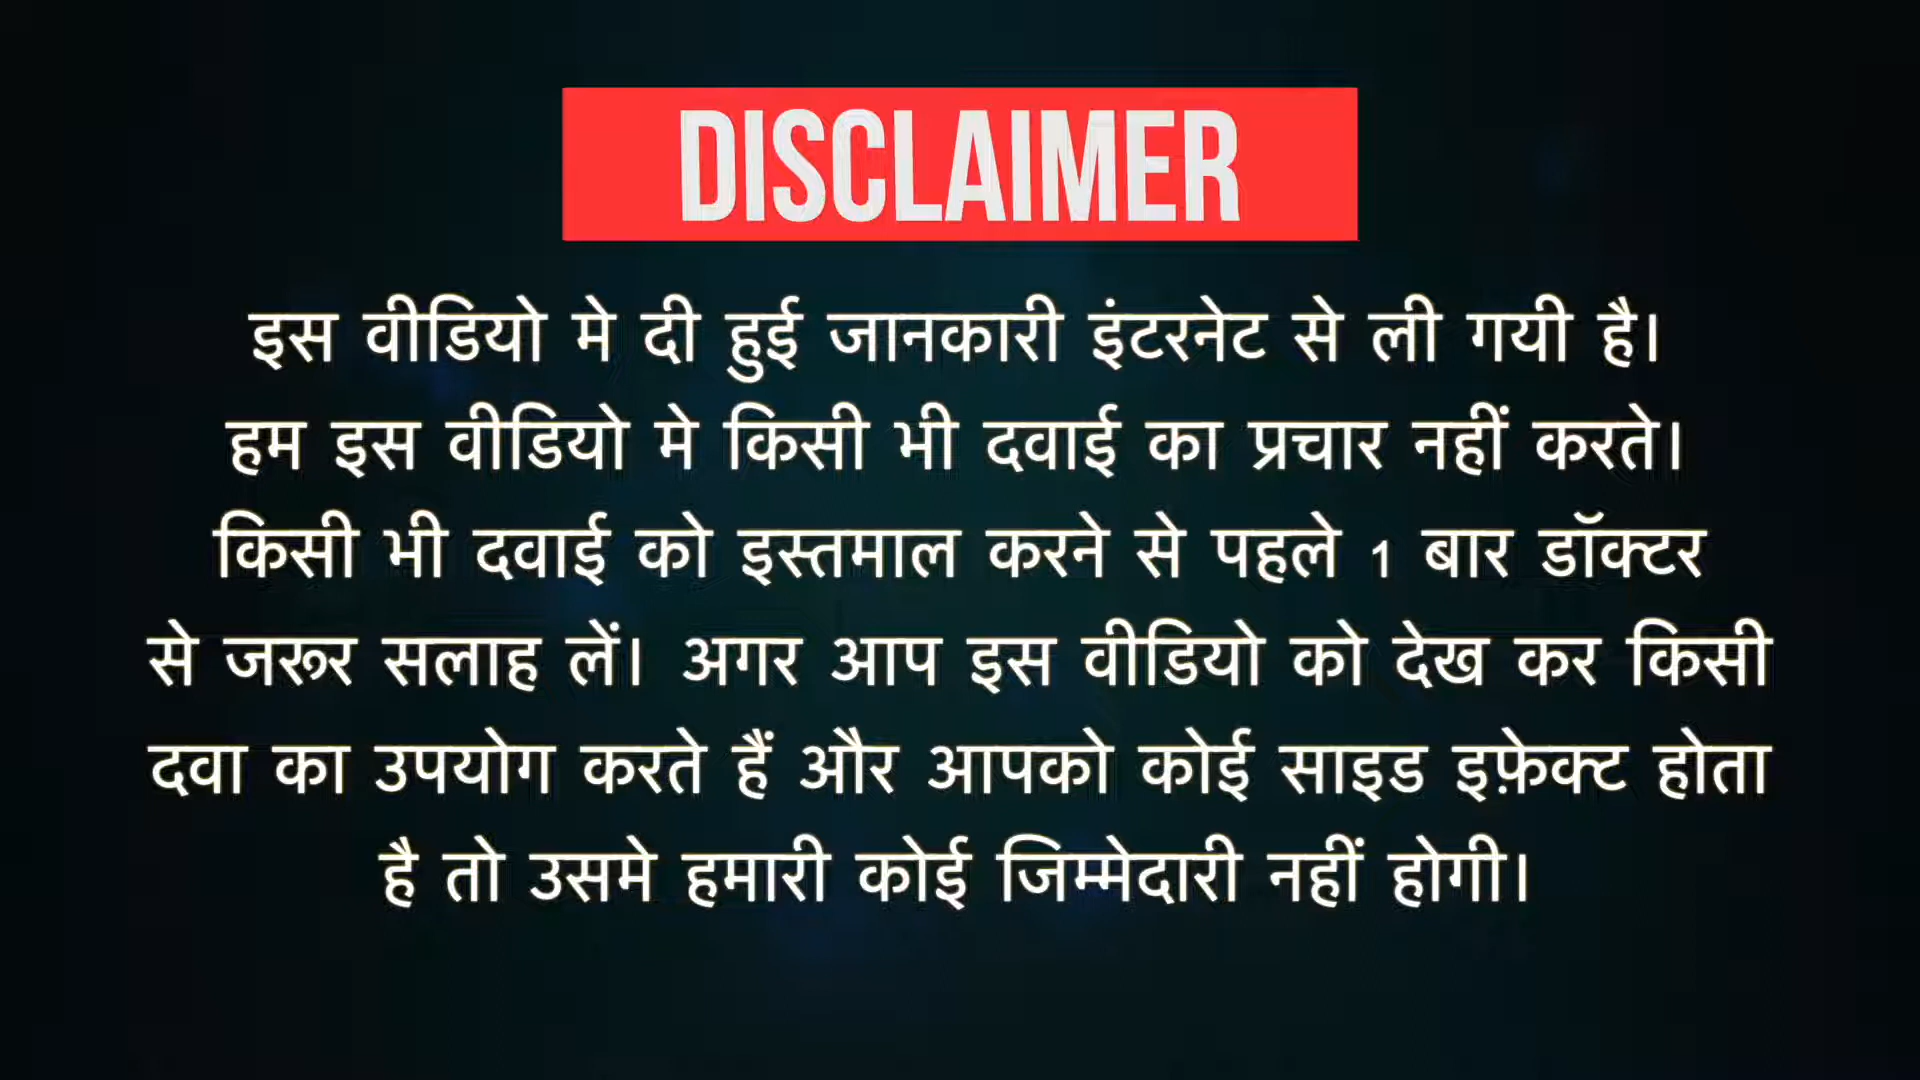 DISCLAIMER
इस वीडियो मे दी हुई जानकारी इंटरनेट से ली गयी है।
हम इस वीडियो मे किसी भी दवाई का प्रचार नहीं करते।
किसी भी दवाई को इस्तमाल करने से पहले 1 बार डॉक्टर
से जरूर सलाह लें। अगर आप इस वीडियो को देख कर किसी
दवा का उपयोग करते हैं और आपको कोई साइड इफ़ेक्ट होता
है तो उसमे हमारी कोई जिम्मेदारी नहीं होगी।